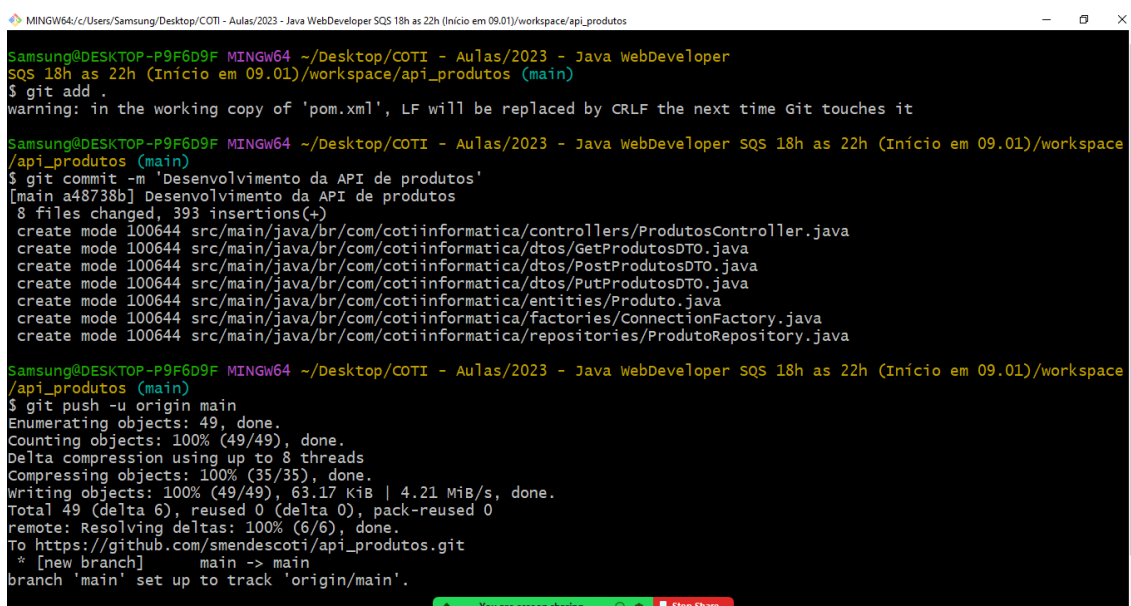 MINGW64:/c/Users/Samsung/Desktop/COTI - Aulas/2023 - Java WebDeveloper SQS 18h as 22h (Início em 09.01)/workspace/api_produtos
Samsung@DESKTOP-P9F6D9F MINGW64 ~/Desktop/COTI - Aulas/2023 - Java WebDeveloper
SQS 18h as 22h (Início em 09.01)/workspace/api_produtos (main)
$ git add .
warning: in the working copy of 'pom.xml', LF will be replaced by CRLF the next time Git touches it
Samsung@DESKTOP-P9F6D9F MINGW64 ~/Desktop/COTI - Aulas/2023 - Java WebDeveloper SQS 18h as 22h (Início em 09.01)/workspace
/api_produtos (main)
$ git commit -m 'Desenvolvimento da API de produtos'
[main a48738b] Desenvolvimento da API de produtos
 8 files changed, 393 insertions(+)
 create mode 100644 src/main/java/br/com/cotiinformatica/controllers/ProdutosController.java
 create mode 100644 src/main/java/br/com/cotiinformatica/dtos/GetProdutosDTO.java
 create mode 100644 src/main/java/br/com/cotiinformatica/dtos/PostProdutosDTO.java
 create mode 100644 src/main/java/br/com/cotiinformatica/dtos/PutProdutosDTO.java
 create mode 100644 src/main/java/br/com/cotiinformatica/entities/Produto.java
 create mode 100644 src/main/java/br/com/cotiinformatica/factories/ConnectionFactory.java
 create mode 100644 src/main/java/br/com/cotiinformatica/repositories/ProdutoRepository.java
Samsung@DESKTOP-P9F6D9F MINGW64 ~/Desktop/COTI - Aulas/2023 - Java WebDeveloper SQS 18h as 22h (Início em 09.01)/workspace
/api_produtos (main)
$ git push -u origin main
Enumerating objects: 49, done.
Counting objects: 100% (49/49), done.
Delta compression using up to 8 threads
Compressing objects: 100% (35/35), done.
Writing objects: 100% (49/49), 63.17 KiB | 4.21 MiB/s, done.
Total 49 (delta 6), reused 0 (delta 0), pack-reused 0
remote: Resolving deltas: 100% (6/6), done.
To https://github.com/smendescoti/api_produtos.git
 * [new branch]      main -> main
branch 'main' set up to track 'origin/main'.
You are screen sharing
Stop Share